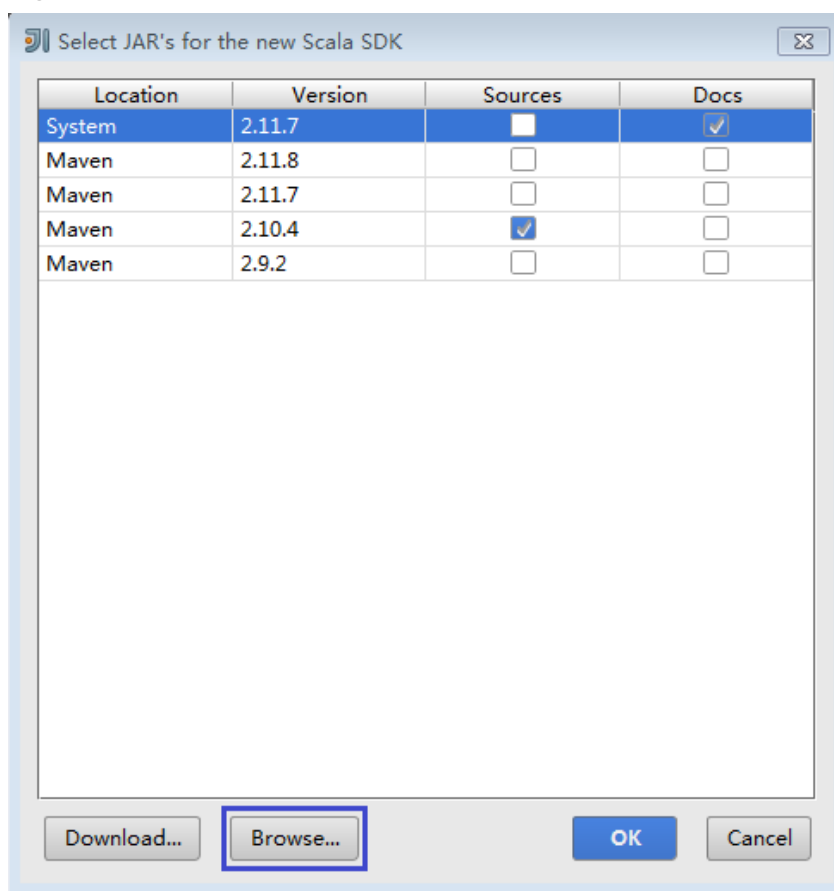 Select JAR's for the new Scala SDK
Location Version Sources Docs
System 2.11.7
Maven 2.11.8
Maven 2.11.7
Maven 2.10.4
Maven 2.9.2
Download... Browse... OK Cancel